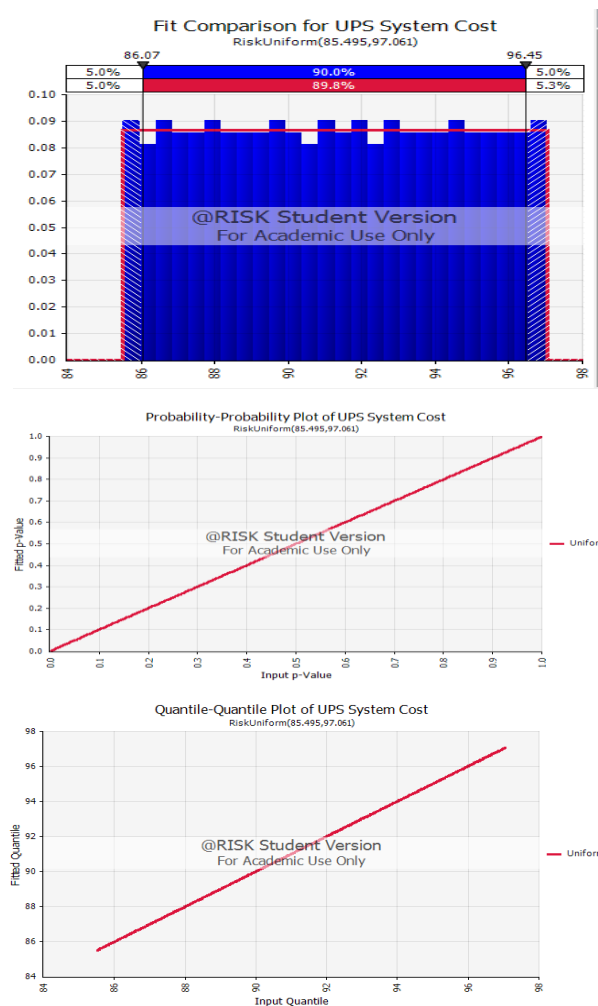 Fit Comparison for UPS System Cost
RiskUniform(85.495,97.061)
86.07 96.45
5.0% 90.0% 5.0%
5.0% 89.8% 5.3%
0.10
0.09
0.08
0.07
0.06
0.05
0.04
0.03
0.02
0.01
0.00
@RISK Student Version
For Academic Use Only
84 86 88 90 92 94 96 98
Probability-Probability Plot of UPS System Cost
RiskUniform(85.495,97.061)
1.0
0.9
0.8
0.7
0.6
0.5
0.4
0.3
0.2
0.1
0.0
Fitted p-Value
@RISK Student Version
For Academic Use Only
Uniform
0.0 0.1 0.2 0.3 0.4 0.5 0.6 0.7 0.8 0.9 1.0
Input p-Value
Quantile-Quantile Plot of UPS System Cost
RiskUniform(85.495,97.061)
98
96
94
92
90
88
86
84
Fitted Quantile
@RISK Student Version
For Academic Use Only
Uniform
84 86 88 90 92 94 96 98
Input Quantile